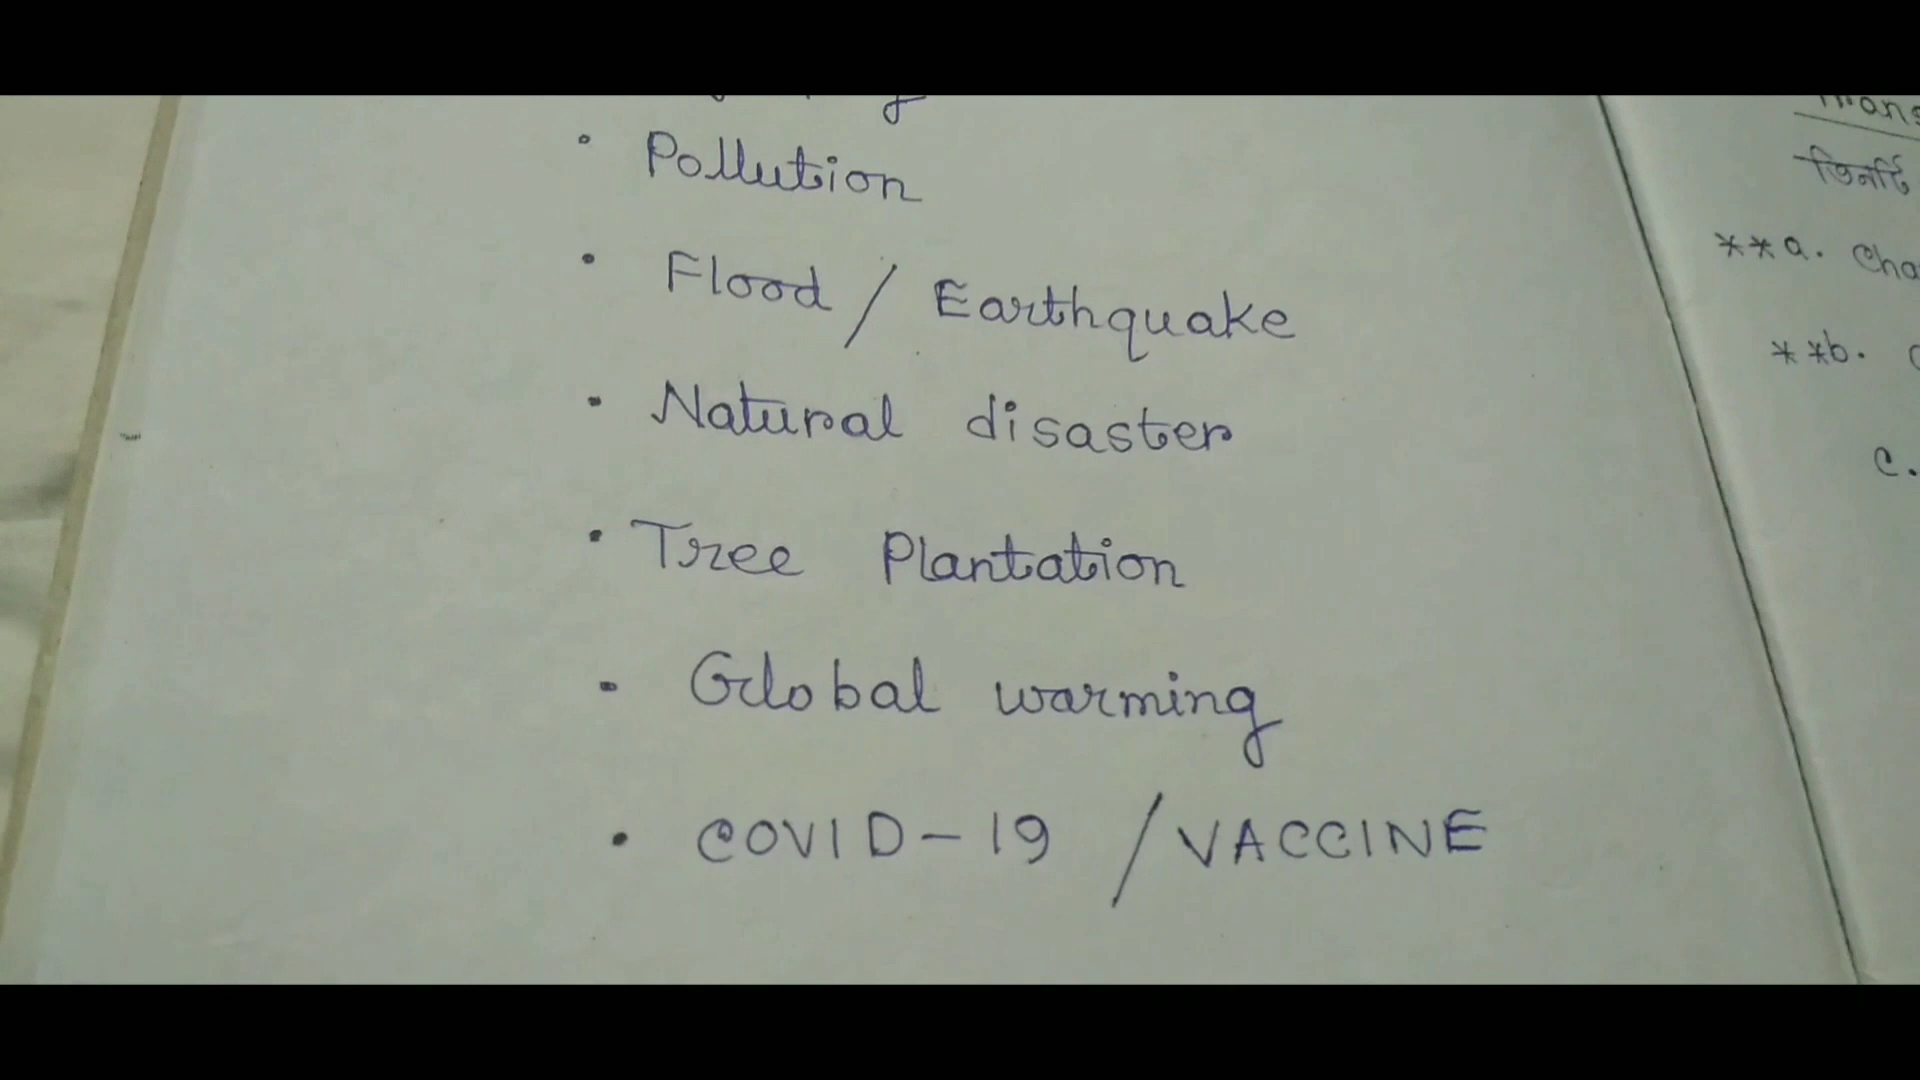 • Pollution
• Flood / Earthquake
• Natural disaster
• Tree Plantation
• Global warming
• COVID-19 / VACCINE
**a.
**b.
c.